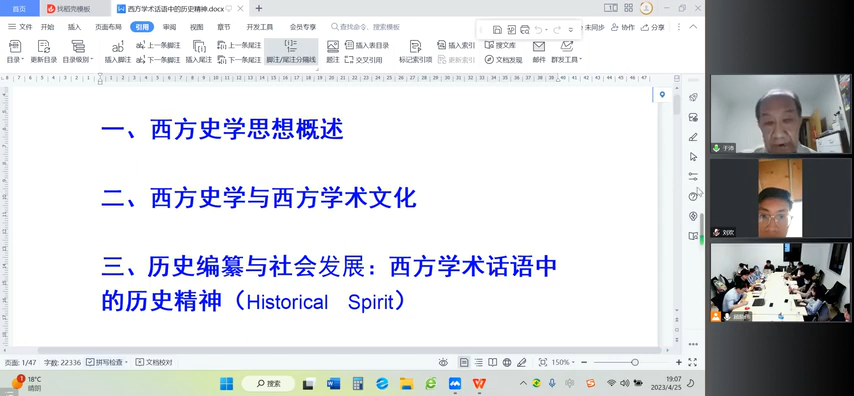 首页
找稻壳模板
西方学术话语中的历史精神.docx
文件
开始
插入
页面布局
引用
审阅
视图
章节
开发工具
会员专享
查找命令、搜索模板
未同步
协作
分享
目录
更新目录
目录级别
插入脚注
上一条脚注
下一条脚注
插入尾注
上一条尾注
下一条尾注
脚注/尾注分隔线
题注
插入表目录
交叉引用
标记索引项
插入索引
更新索引
搜文库
文档发现
邮件
群发工具
一、西方史学思想概述
二、西方史学与西方学术文化
三、历史编纂与社会发展：西方学术话语中
的历史精神（Historical Spirit）
于沛
刘欢
页面: 1/47
字数: 22336
拼写检查
文档校对
150%
18°C
晴朗
搜索
19:07
2023/4/25